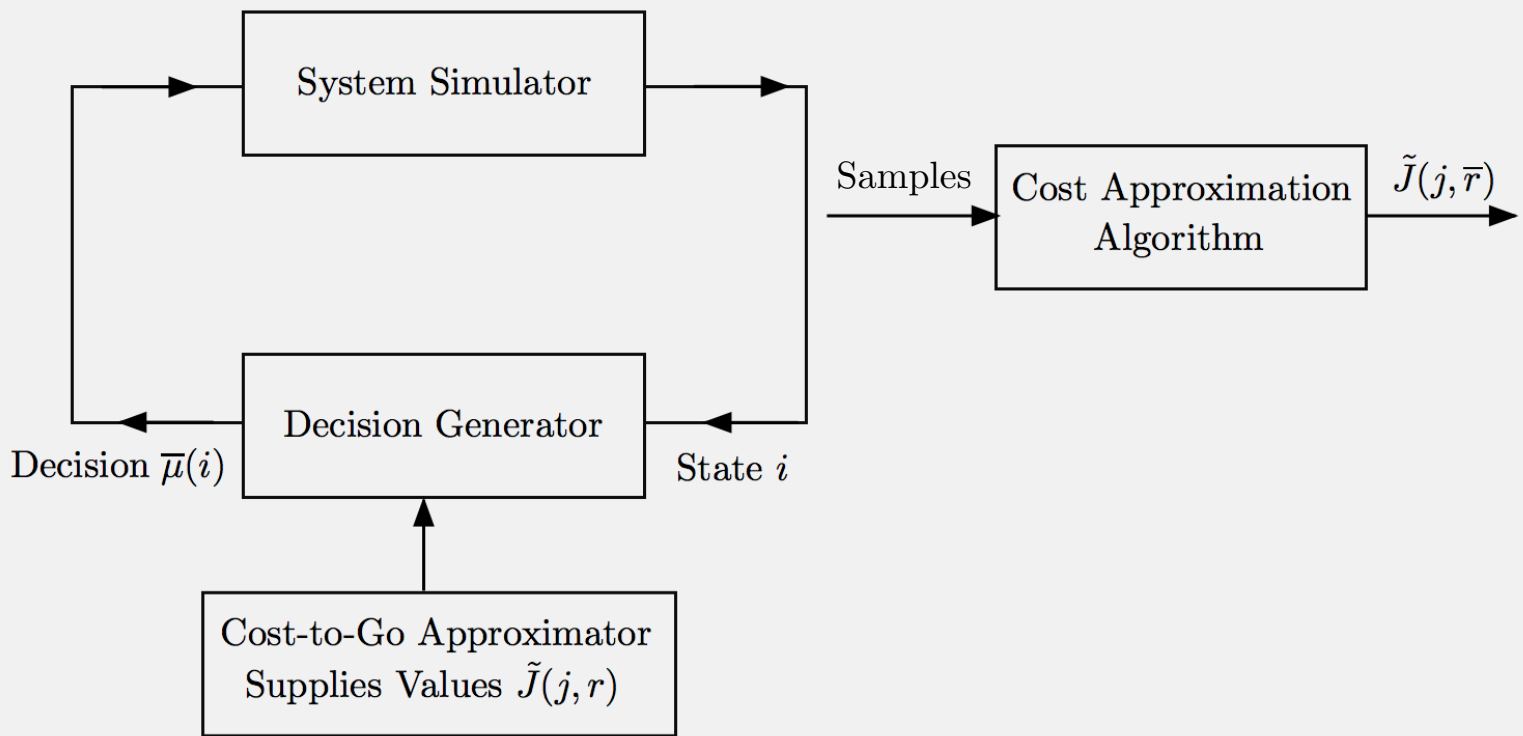 System Simulator
Samples
Cost Approximation
Algorithm
J̃(j, r̅)
Decision Generator
Decision μ̅(i)
State i
Cost-to-Go Approximator
Supplies Values J̃(j, r)